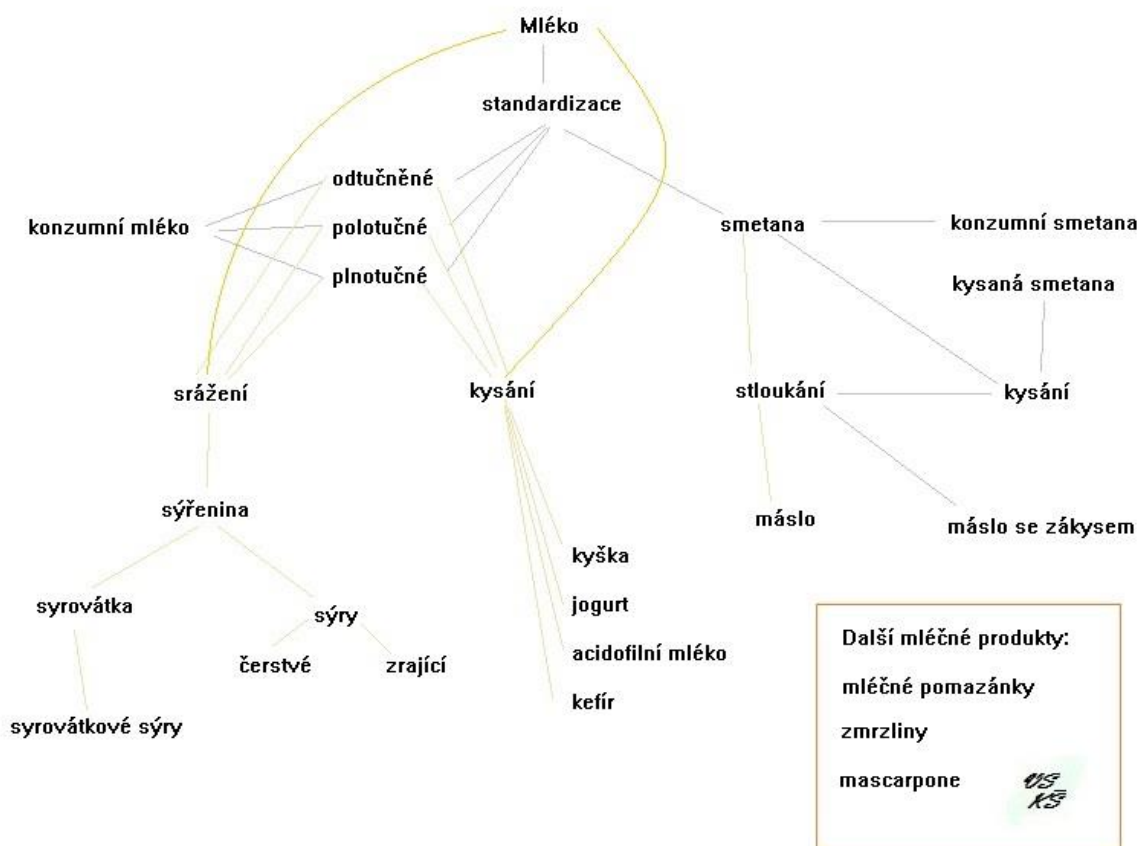 Mléko
standardizace
odtučněné
konzumní mléko
polotučné
plnotučné
smetana
konzumní smetana
kysaná smetana
srážení
kysání
stloukání
kysání
sýřenina
máslo
máslo se zákysem
kyška
syrovátka
sýry
jogurt
čerstvé
zrající
acidofilní mléko
kefír
syrovátkové sýry
Další mléčné produkty:
mléčné pomazánky
zmrzliny
mascarpone